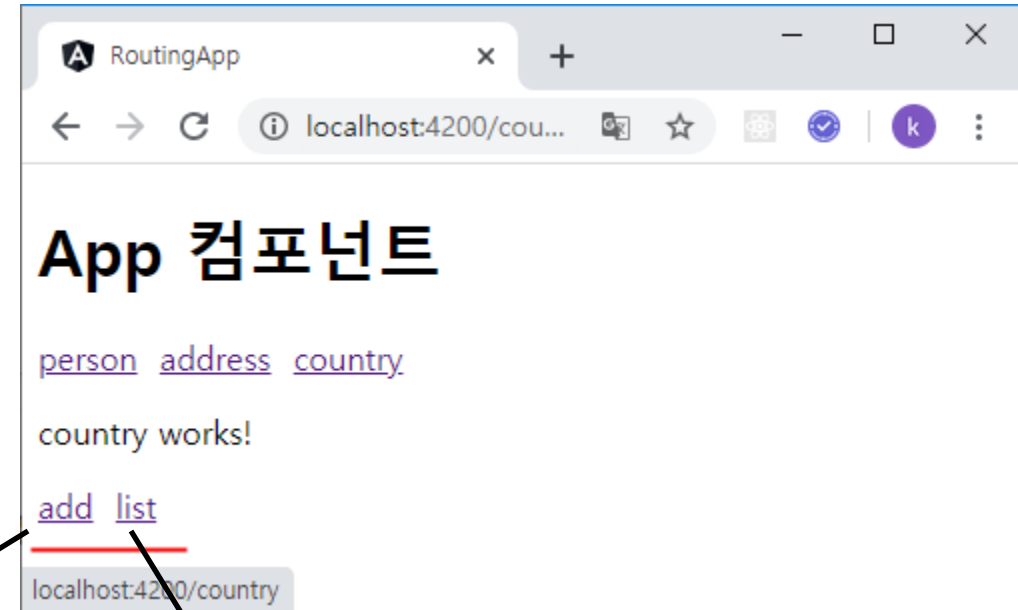 RoutingApp
localhost:4200/cou...
k
App 컴포넌트
person address country
country works!
add list
localhost:4200/country